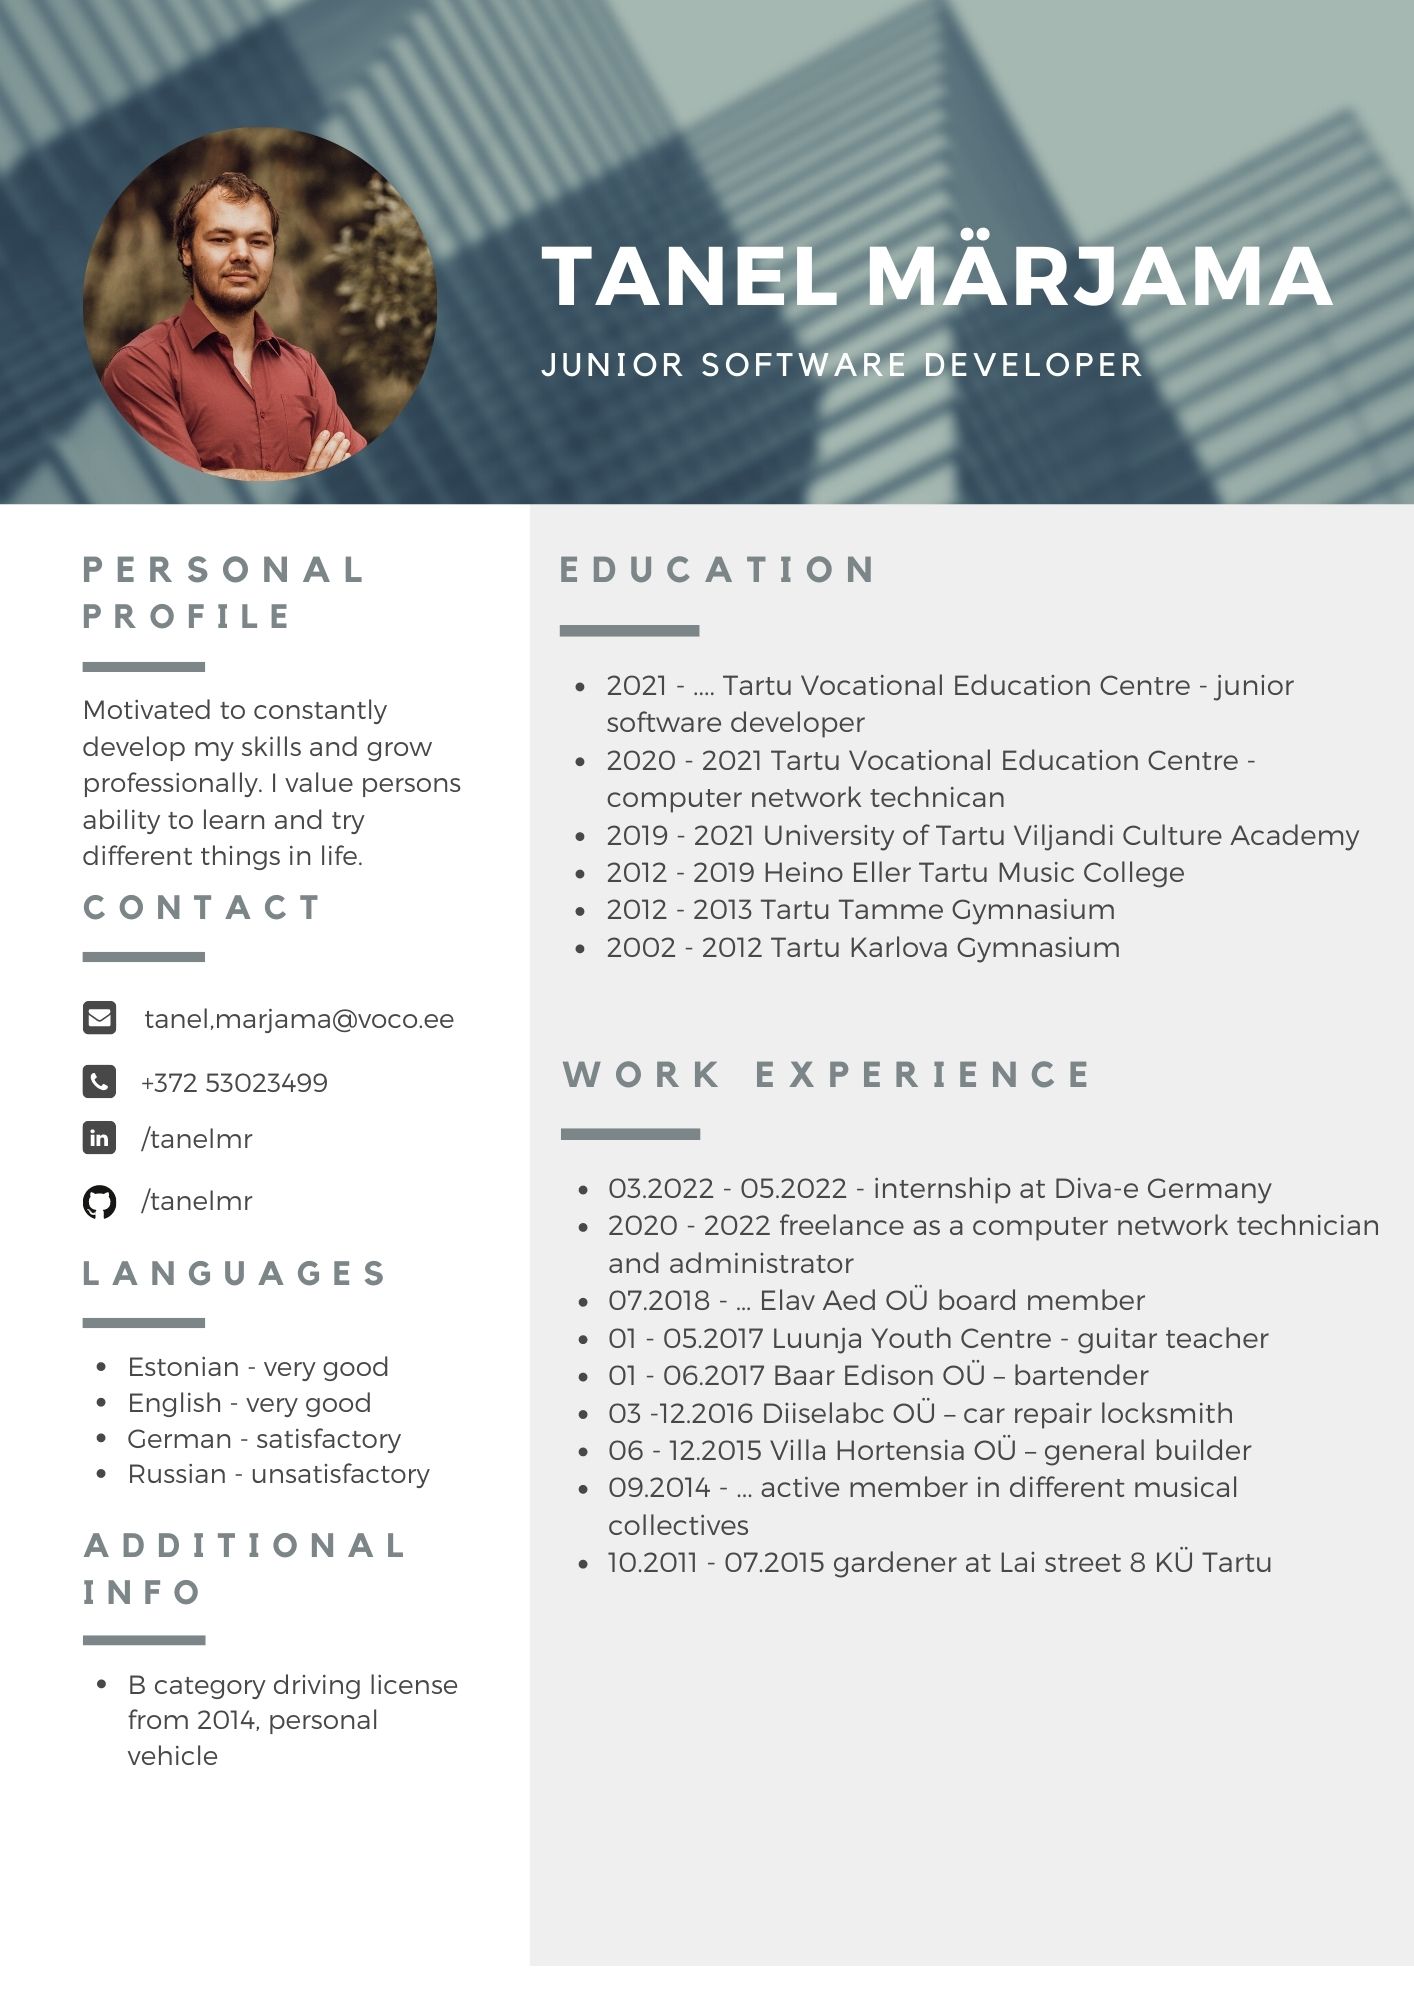 TANEL MÄRJAMA
JUNIOR SOFTWARE DEVELOPER
PERSONAL
PROFILE
Motivated to constantly
develop my skills and grow
professionally. I value persons
ability to learn and try
different things in life.
CONTACT
tanel,marjama@voco.ee
+372 53023499
in /tanelmr
/tanelmr
LANGUAGES
• Estonian - very good
• English - very good
• German - satisfactory
• Russian - unsatisfactory
ADDITIONAL
INFO
• B category driving license
from 2014, personal
vehicle
EDUCATION
• 2021 - .... Tartu Vocational Education Centre - junior
software developer
• 2020 - 2021 Tartu Vocational Education Centre -
computer network technican
• 2019 - 2021 University of Tartu Viljandi Culture Academy
• 2012 - 2019 Heino Eller Tartu Music College
• 2012 - 2013 Tartu Tamme Gymnasium
• 2002 - 2012 Tartu Karlova Gymnasium
WORK EXPERIENCE
• 03.2022 - 05.2022 - internship at Diva-e Germany
• 2020 - 2022 freelance as a computer network technician
and administrator
• 07.2018 - ... Elav Aed OÜ board member
• 01 - 05.2017 Luunja Youth Centre - guitar teacher
• 01 - 06.2017 Baar Edison OÜ – bartender
• 03 -12.2016 Diiselabc OÜ – car repair locksmith
• 06 - 12.2015 Villa Hortensia OÜ – general builder
• 09.2014 - ... active member in different musical
collectives
• 10.2011 - 07.2015 gardener at Lai street 8 KÜ Tartu